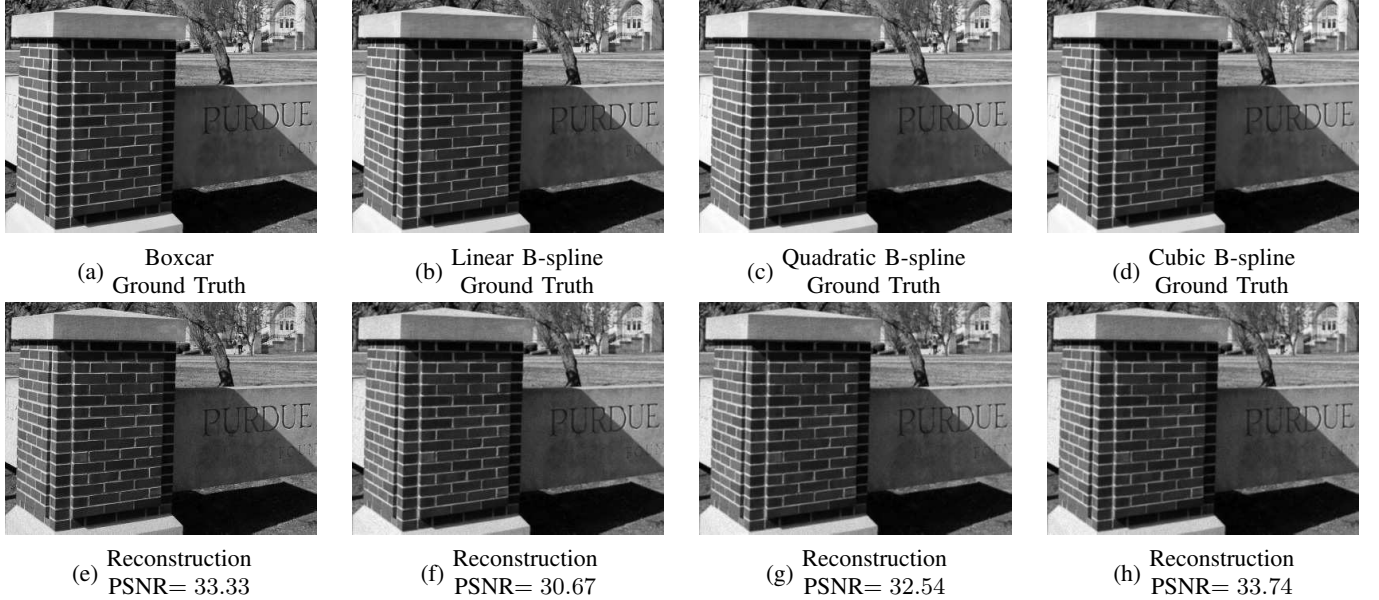 PURDUE
PURDUE
PURDUE
PURDUE
(a) Boxcar
Ground Truth
(b) Linear B-spline
Ground Truth
(c) Quadratic B-spline
Ground Truth
(d) Cubic B-spline
Ground Truth
PURDUE
PURDUE
PURDUE
PURDUE
(e) Reconstruction
PSNR= 33.33
(f) Reconstruction
PSNR= 30.67
(g) Reconstruction
PSNR= 32.54
(h) Reconstruction
PSNR= 33.74